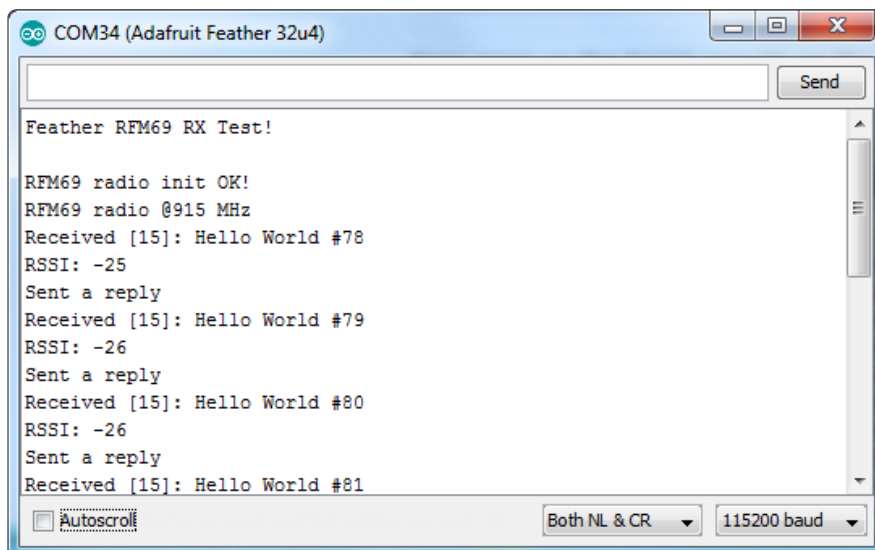 COM34 (Adafruit Feather 32u4)
Send
Feather RFM69 RX Test!
RFM69 radio init OK!
RFM69 radio @915 MHz
Received [15]: Hello World #78
RSSI: -25
Sent a reply
Received [15]: Hello World #79
RSSI: -26
Sent a reply
Received [15]: Hello World #80
RSSI: -26
Sent a reply
Received [15]: Hello World #81
Autoscroll Both NL & CR 115200 baud